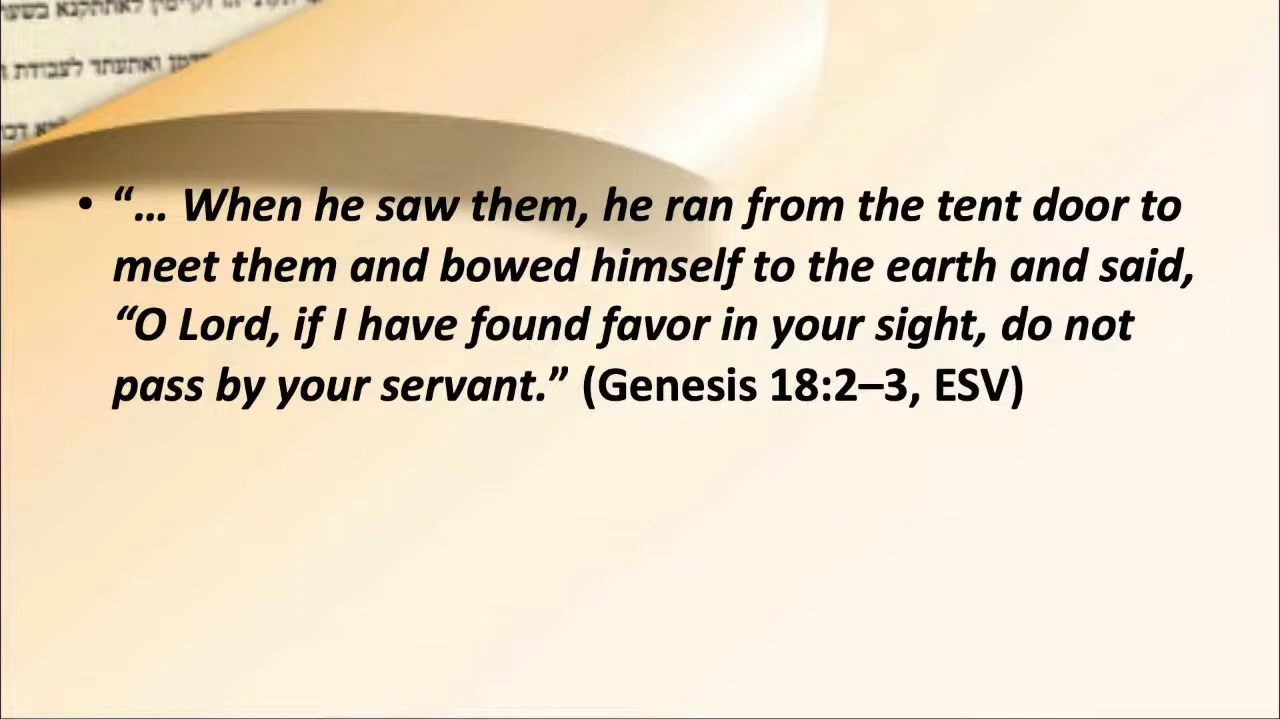 ואתעתד לעבודת
• “… When he saw them, he ran from the tent door to
meet them and bowed himself to the earth and said,
“O Lord, if I have found favor in your sight, do not
pass by your servant.” (Genesis 18:2–3, ESV)